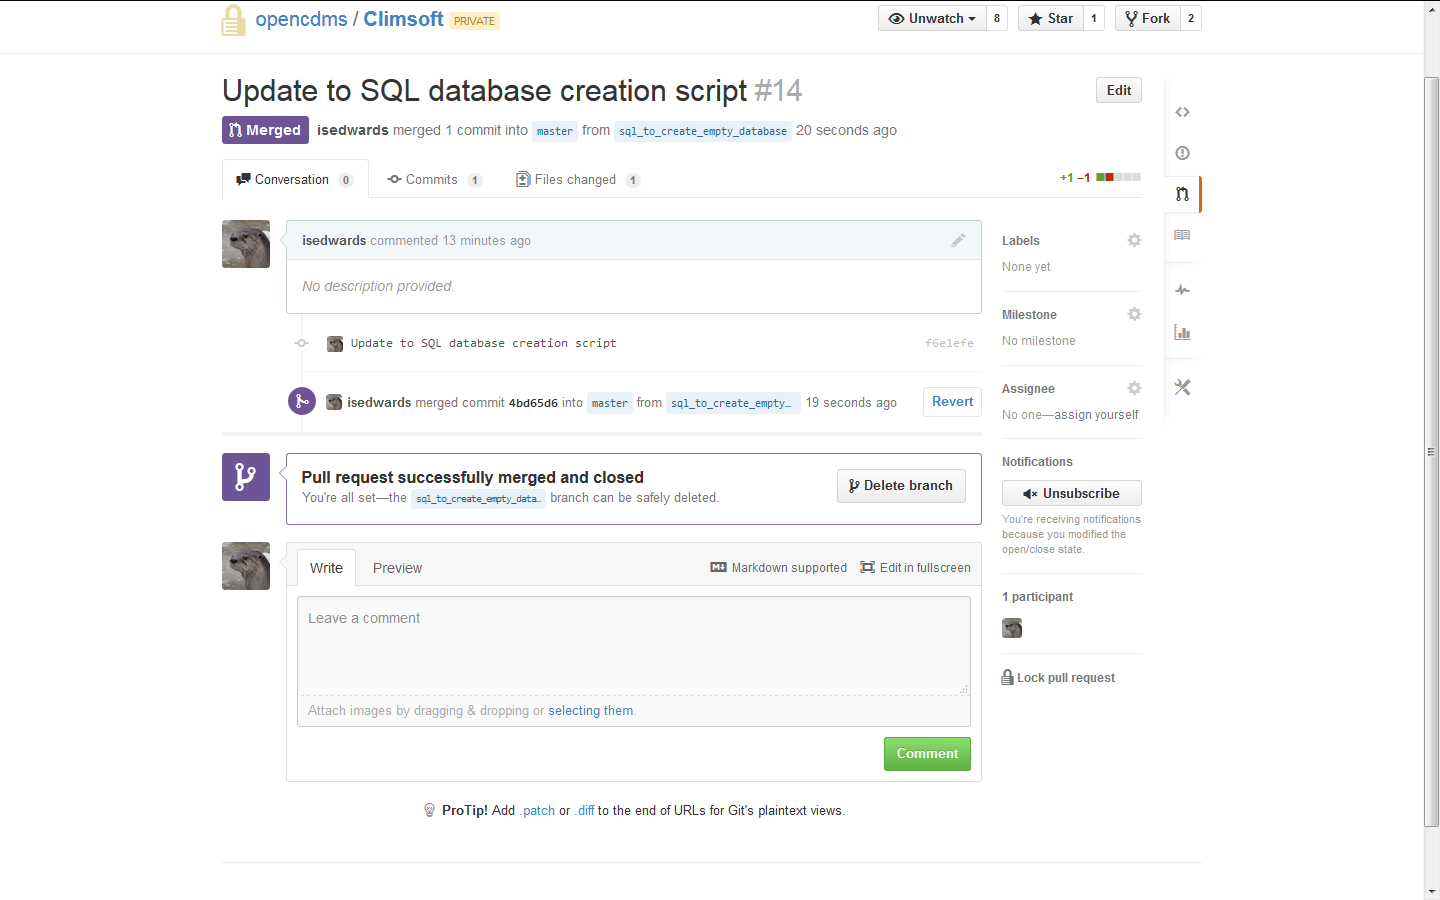 opencdms / Climsoft PRIVATE Unwatch 8 Star 1 Fork 2
Update to SQL database creation script #14 Edit
Merged isedwards merged 1 commit into master from sql_to_create_empty_database 20 seconds ago
Conversation 0 Commits 1 Files changed 1 +1 −1
isedwards commented 13 minutes ago
No description provided.
Update to SQL database creation script f6e1efe
isedwards merged commit 4bd65d6 into master from sql_to_create_empty… 19 seconds ago Revert
Pull request successfully merged and closed
You're all set—the sql_to_create_empty_data… branch can be safely deleted. Delete branch
Write Preview Markdown supported Edit in fullscreen
Leave a comment
Attach images by dragging & dropping or selecting them.
Comment
ProTip! Add .patch or .diff to the end of URLs for Git's plaintext views.
Labels
None yet
Milestone
No milestone
Assignee
No one—assign yourself
Notifications
Unsubscribe
You're receiving notifications
because you modified the
open/close state.
1 participant
Lock pull request